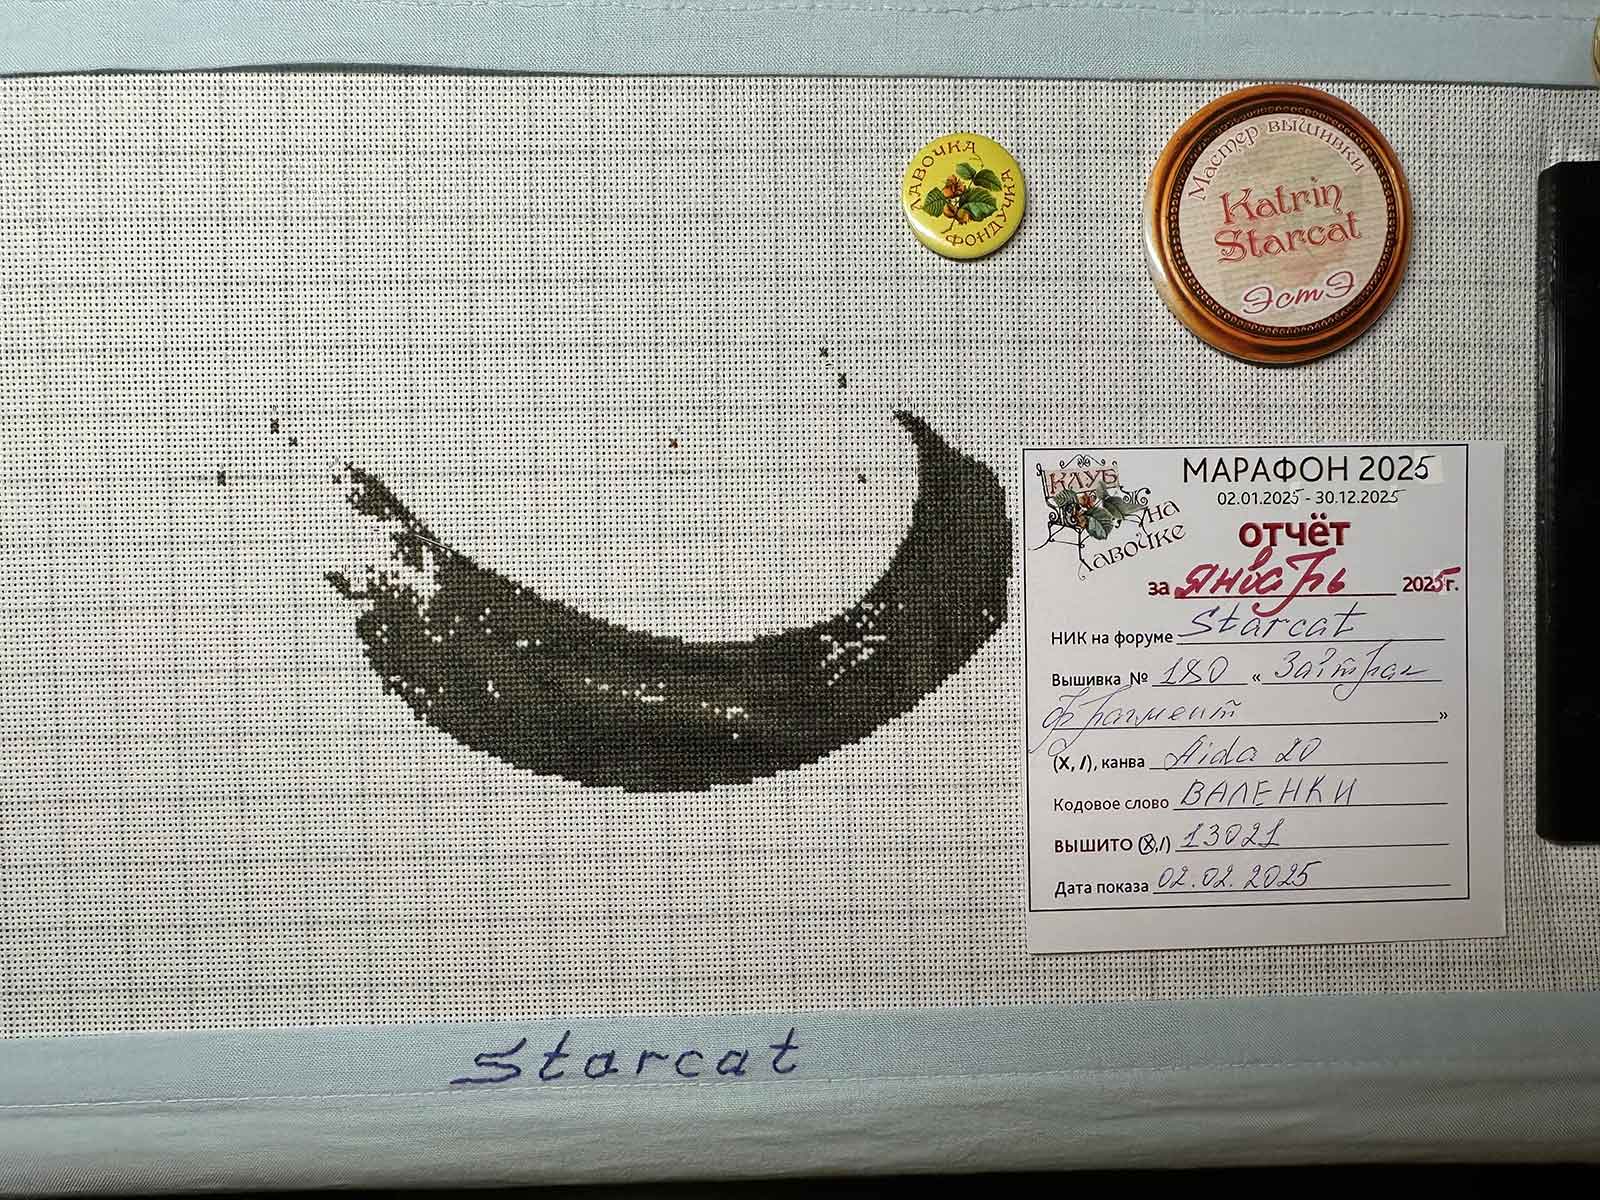 ЛАВОЧКА
ФОНДУЧИ
Мастер вышивки
Katrin
Starcat
ЭстЭ
КЛУБ
на
лавочке
МАРАФОН 2025
02.01.2025 - 30.12.2025
отчёт
за январь 2025г.
НИК на форуме Starcat
Вышивка № 180 « Завтрак
фрагмент »
(X, /), канва Aida 20
Кодовое слово ВАЛЕНКИ
ВЫШИТО (X,/) 13021
Дата показа 02.02.2025
Starcat